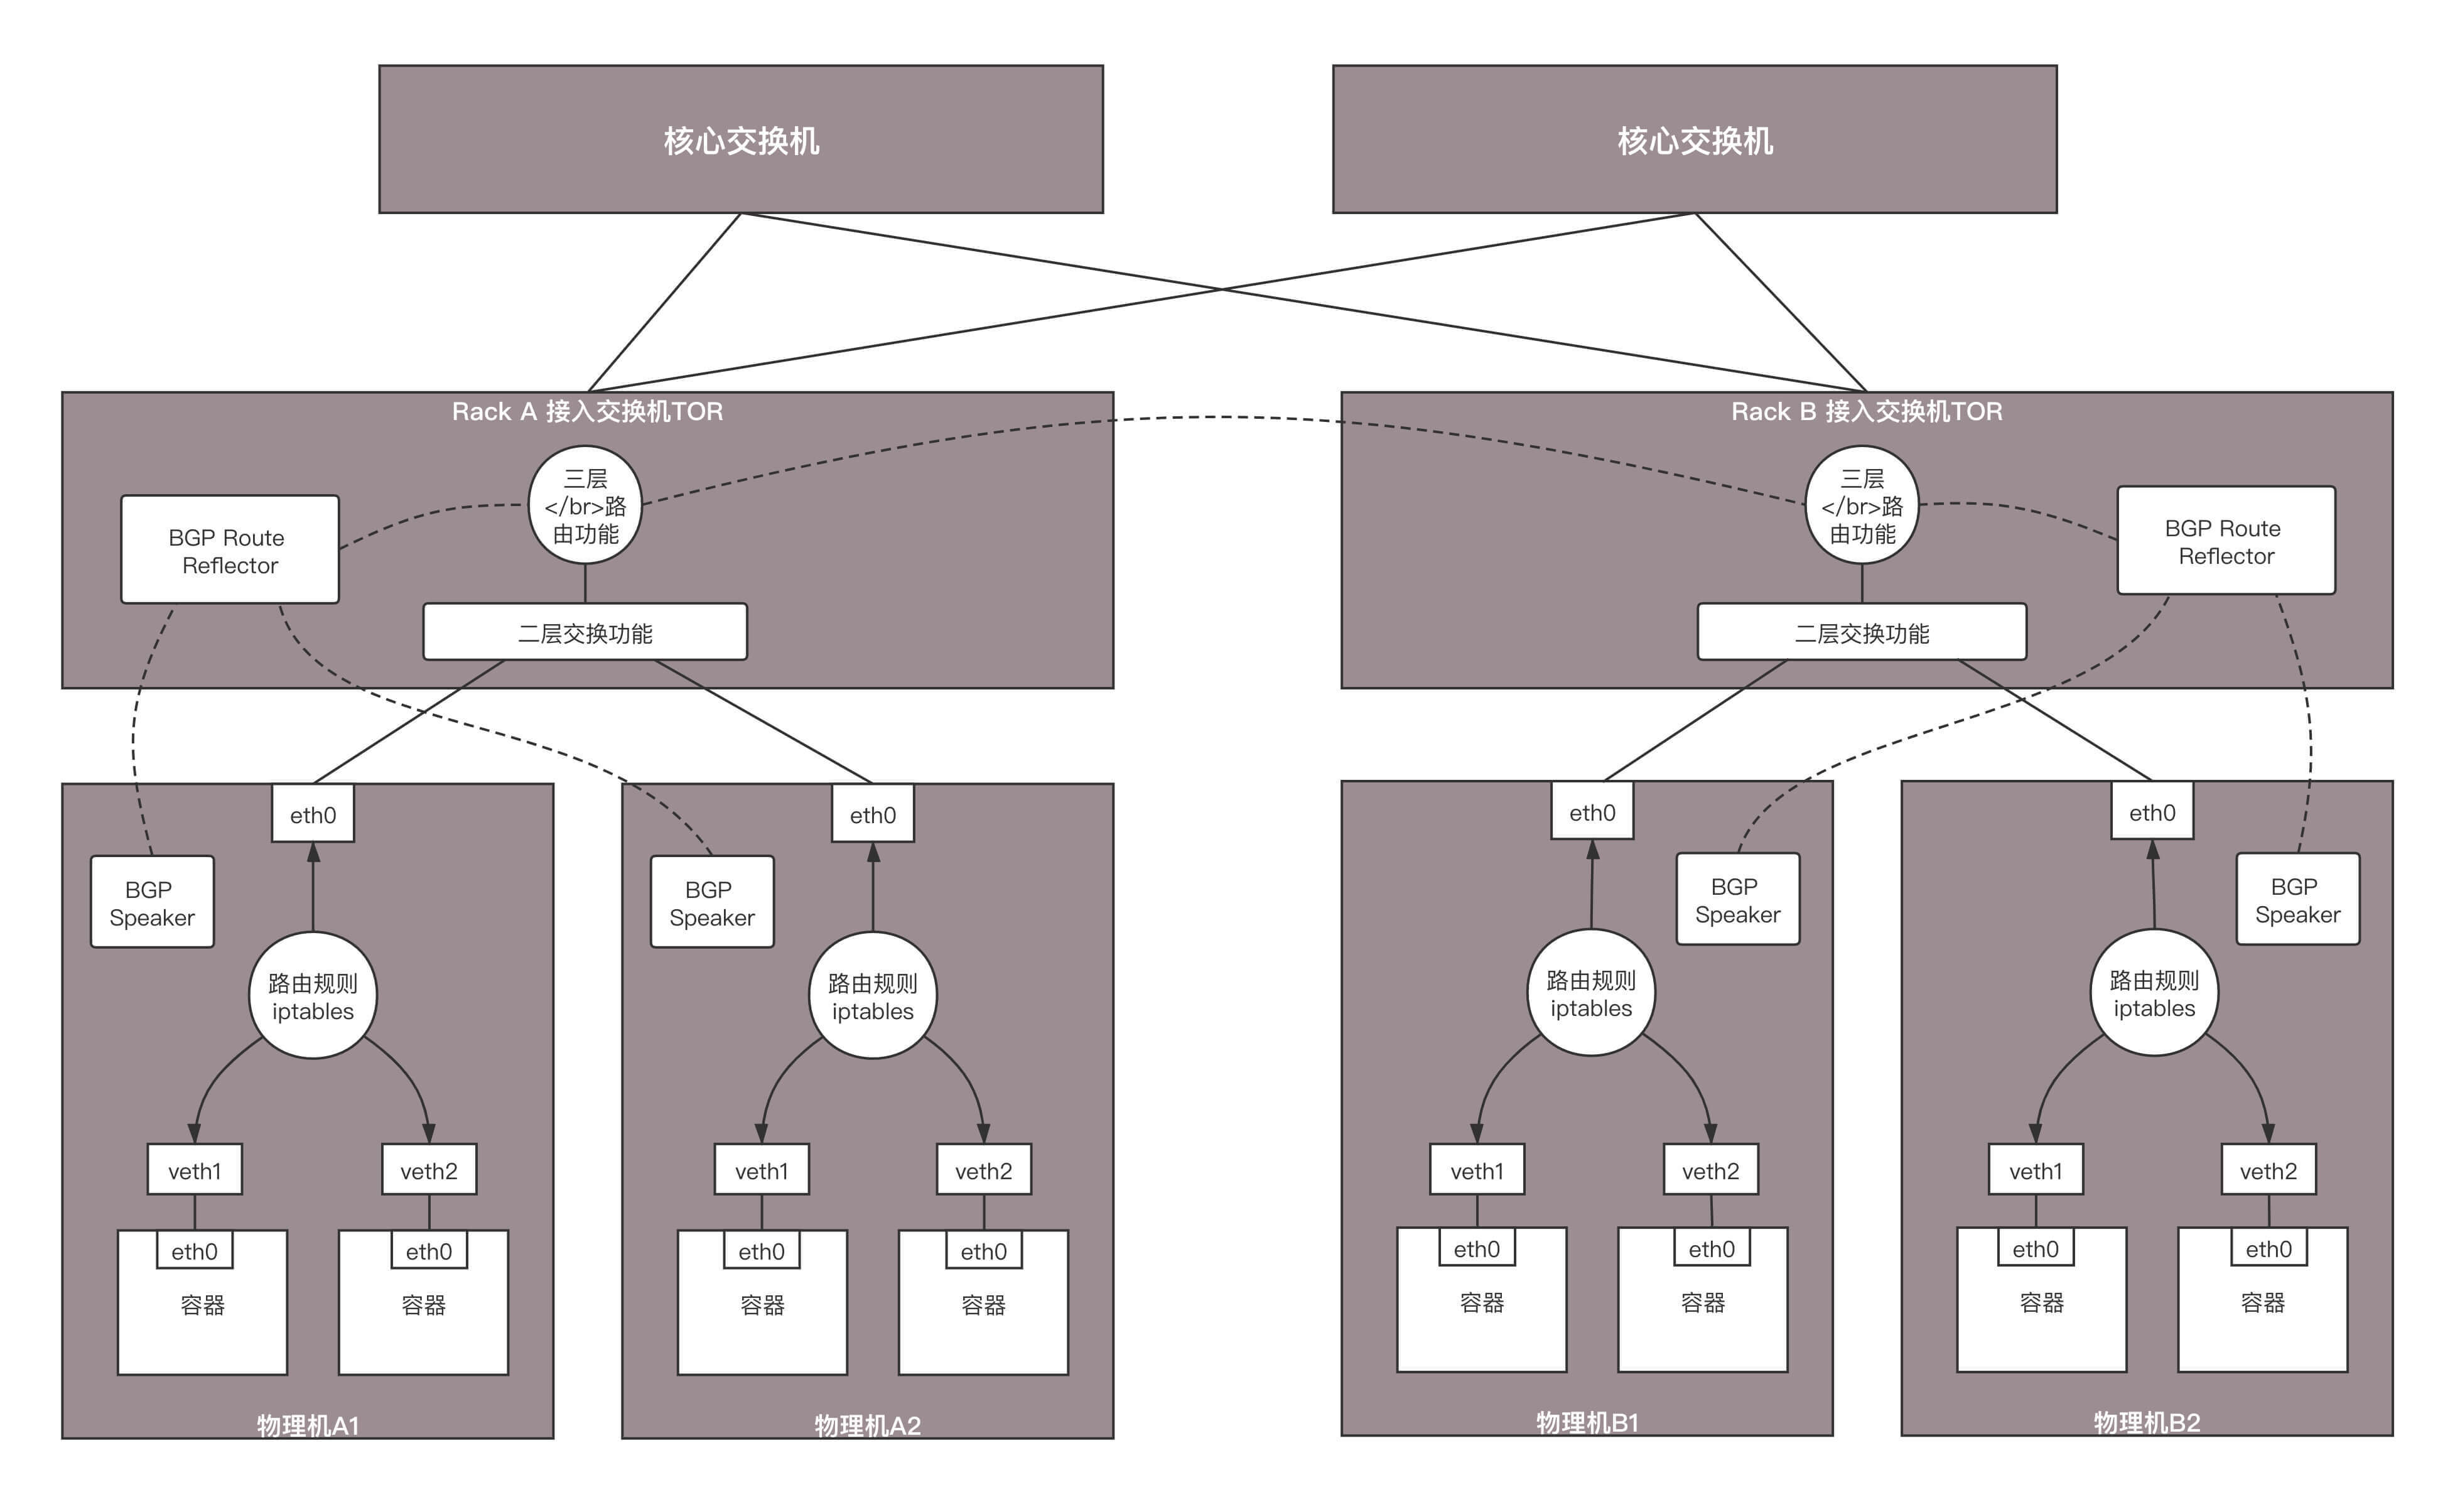 核心交换机
核心交换机
Rack A 接入交换机TOR
三层
</br>路
由功能
BGP Route
Reflector
二层交换功能
Rack B 接入交换机TOR
三层
</br>路
由功能
BGP Route
Reflector
二层交换功能
eth0
BGP
Speaker
路由规则
iptables
veth1
veth2
eth0
容器
eth0
容器
物理机A1
eth0
BGP
Speaker
路由规则
iptables
veth1
veth2
eth0
容器
eth0
容器
物理机A2
eth0
BGP
Speaker
路由规则
iptables
veth1
veth2
eth0
容器
eth0
容器
物理机B1
eth0
BGP
Speaker
路由规则
iptables
veth1
veth2
eth0
容器
eth0
容器
物理机B2